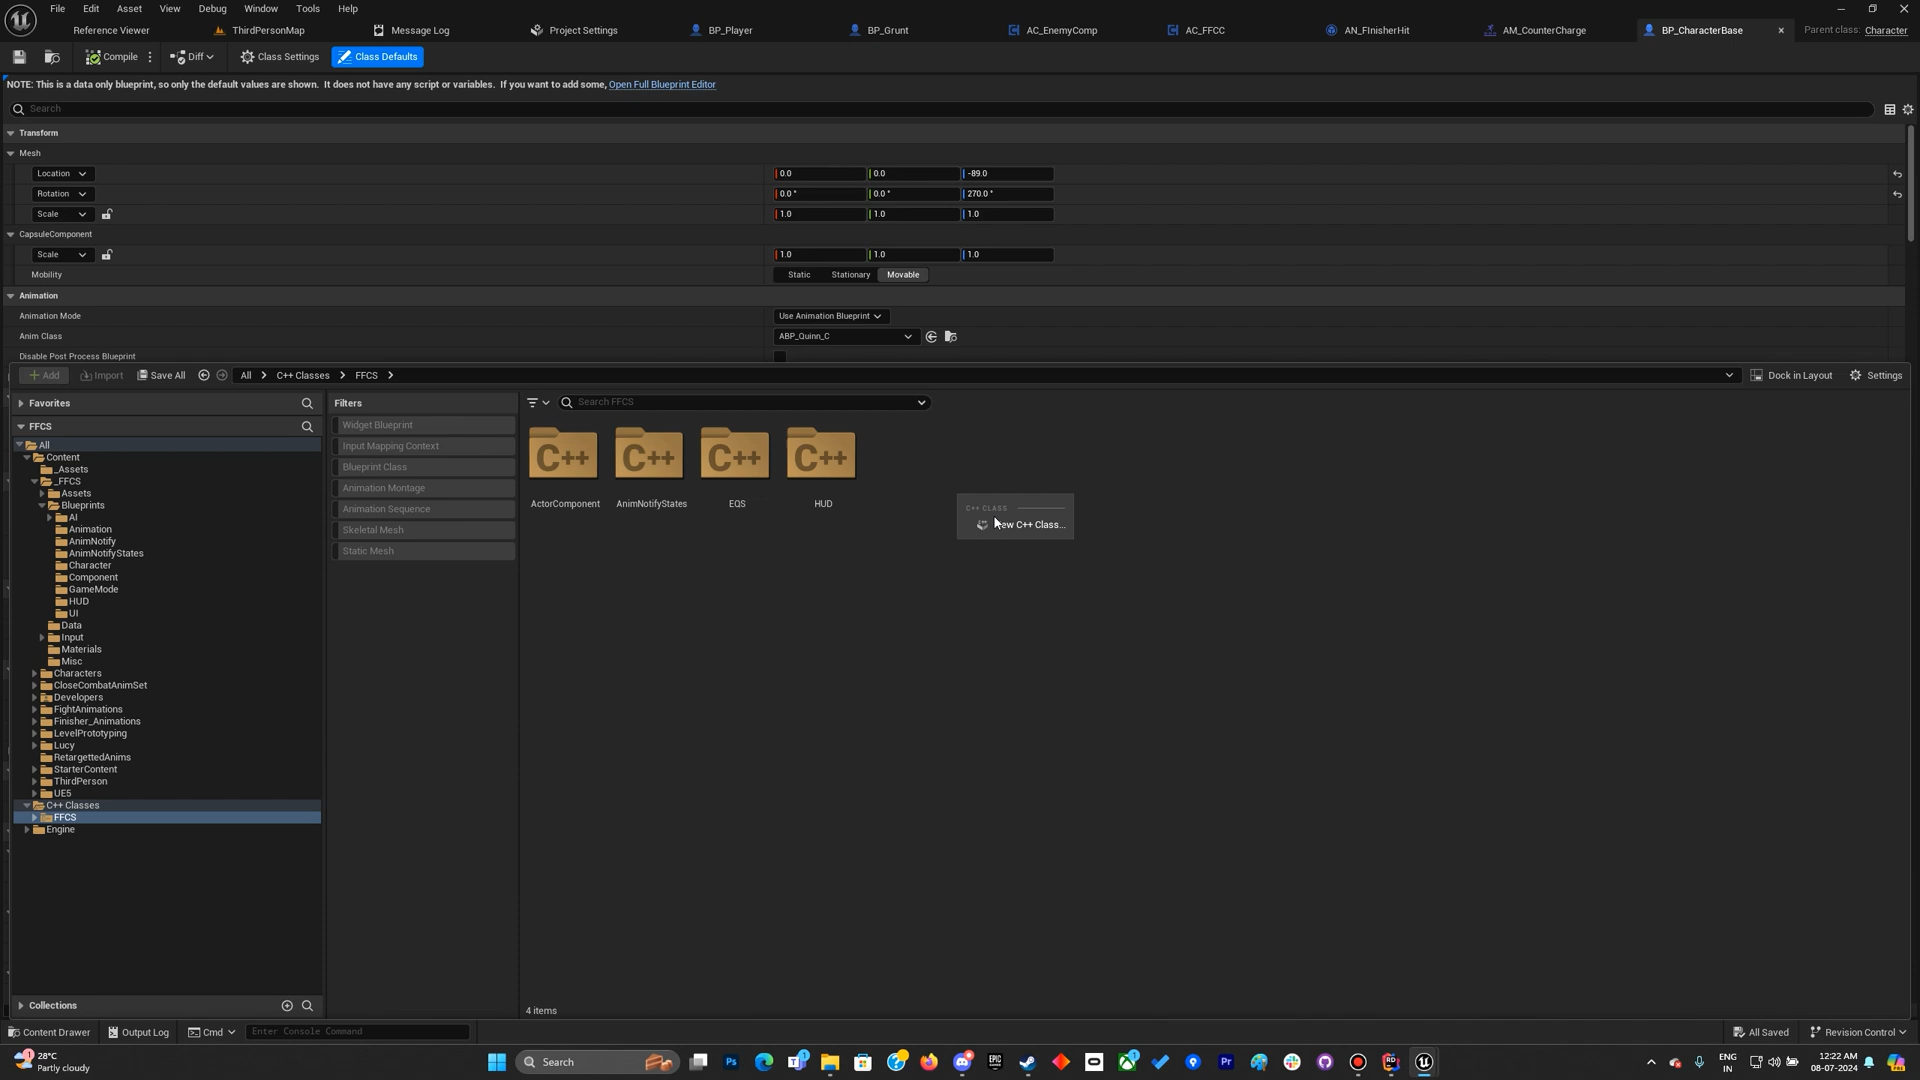 File Edit Asset View Debug Window Tools Help
Reference Viewer ThirdPersonMap Message Log Project Settings BP_Player BP_Grunt AC_EnemyComp AC_FFCC AN_FInisherHit AM_CounterCharge BP_CharacterBase Parent class: Character
Compile Diff Class Settings Class Defaults
NOTE: This is a data only blueprint, so only the default values are shown. It does not have any script or variables. If you want to add some, Open Full Blueprint Editor
Search
Transform
Mesh
Location 0.0 0.0 -89.0
Rotation 0.0 ° 0.0 ° 270.0 °
Scale 1.0 1.0 1.0
CapsuleComponent
Scale 1.0 1.0 1.0
Mobility Static Stationary Movable
Animation
Animation Mode Use Animation Blueprint
Anim Class ABP_Quinn_C
Disable Post Process Blueprint
Add Import Save All All C++ Classes FFCS Dock in Layout Settings
Favorites
FFCS
All
Content
_Assets
_FFCS
Assets
Blueprints
AI
Animation
AnimNotify
AnimNotifyStates
Character
Component
GameMode
HUD
UI
Data
Input
Materials
Misc
Characters
CloseCombatAnimSet
Developers
FightAnimations
Finisher_Animations
LevelPrototyping
Lucy
RetargettedAnims
StarterContent
ThirdPerson
UE5
C++ Classes
FFCS
Engine
Collections
Filters
Widget Blueprint
Input Mapping Context
Blueprint Class
Animation Montage
Animation Sequence
Skeletal Mesh
Static Mesh
Search FFCS
C++ C++ C++ C++
ActorComponent AnimNotifyStates EQS HUD
C++ CLASS
ew C++ Class...
4 items
Content Drawer Output Log Cmd Enter Console Command All Saved Revision Control
28°C
Partly cloudy
Search
ENG
IN
12:22 AM
08-07-2024